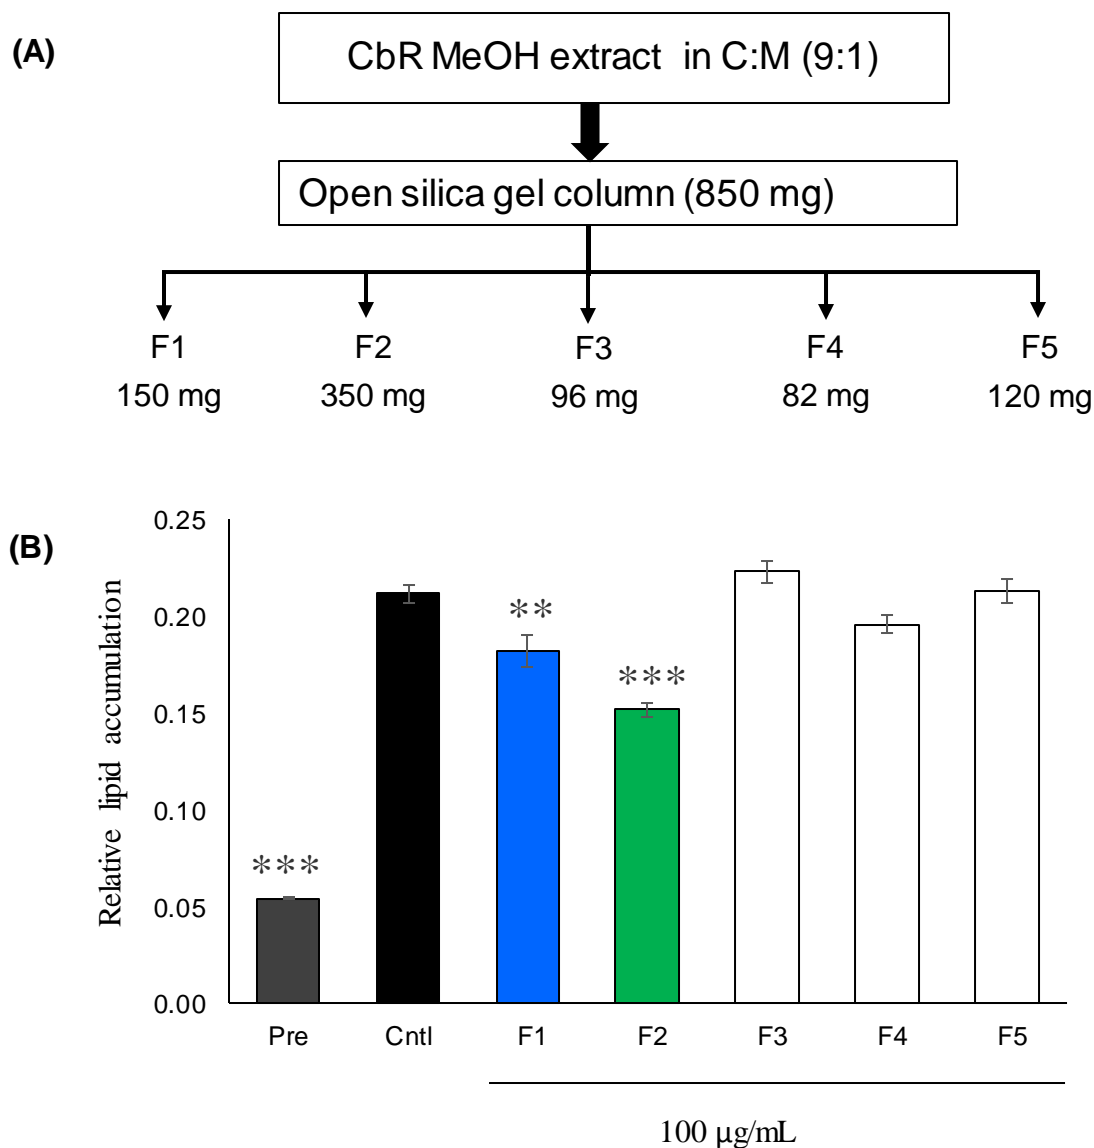 (A)
CbR MeOH extract in C:M (9:1)
Open silica gel column (850 mg)
F1 F2 F3 F4 F5
150 mg 350 mg 96 mg 82 mg 120 mg
(B)
Relative lipid accumulation
0.25
0.20
0.15
0.10
0.05
0.00
**
***
***
Pre Cntl F1 F2 F3 F4 F5
100 µg/mL